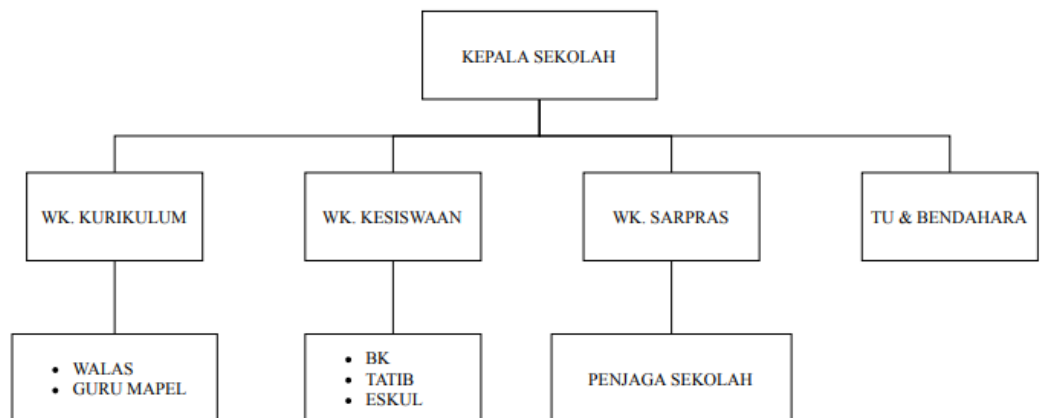 KEPALA SEKOLAH
WK. KURIKULUM
WK. KESISWAAN
WK. SARPRAS
TU & BENDAHARA
• WALAS
• GURU MAPEL
• BK
• TATIB
• ESKUL
PENJAGA SEKOLAH